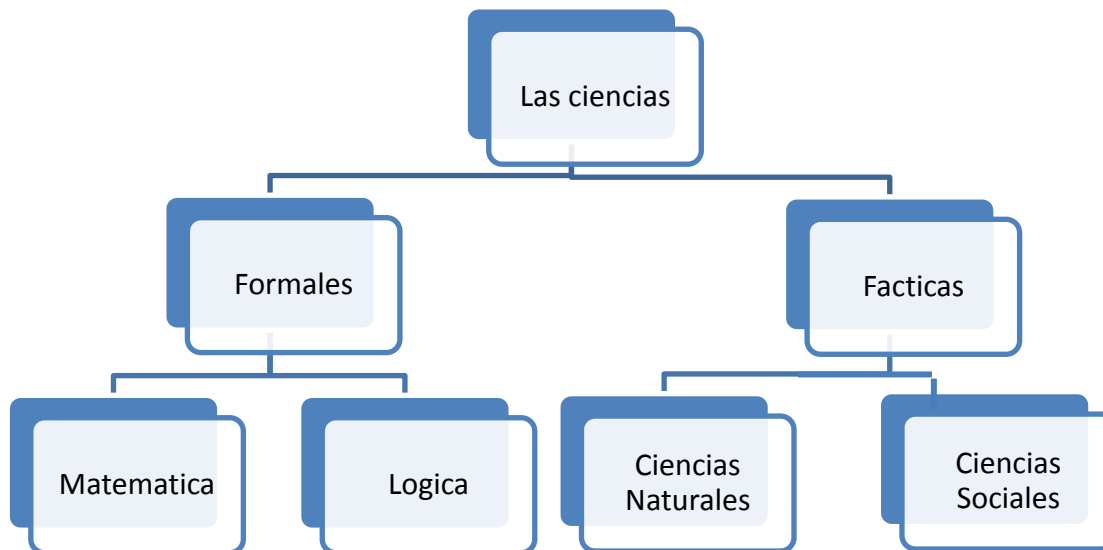 Las ciencias
Formales
Facticas
Matematica
Logica
Ciencias
Naturales
Ciencias
Sociales